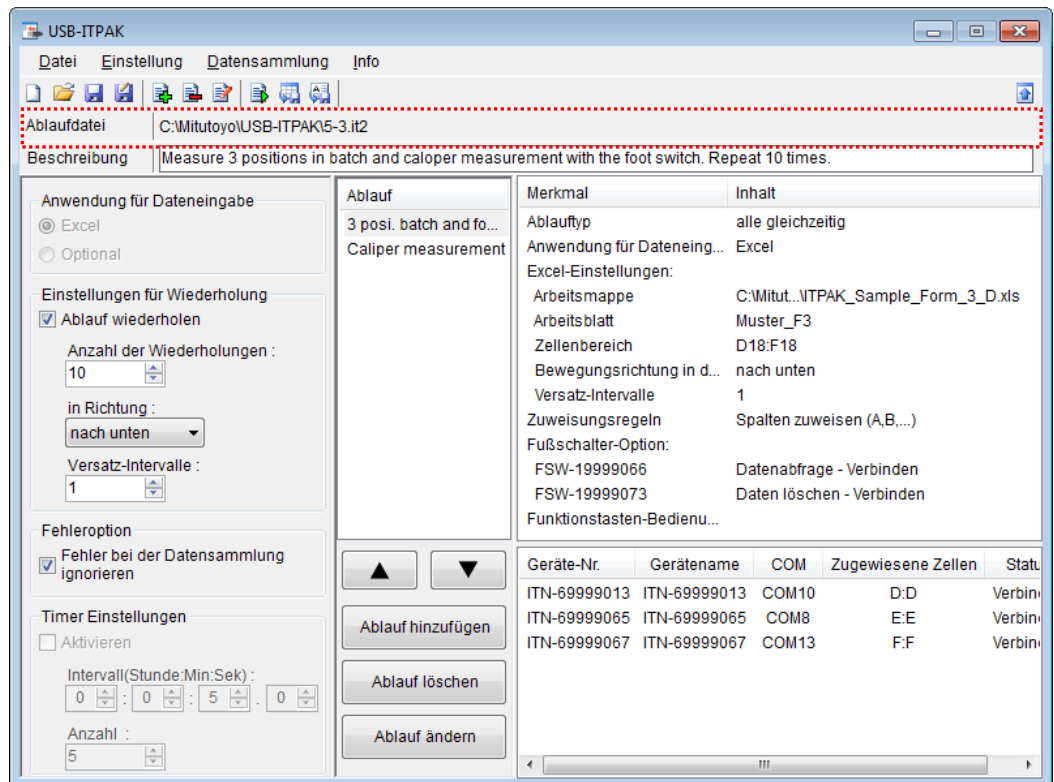 USB-ITPAK
Datei Einstellung Datensammlung Info
Ablaufdatei C:\Mitutoyo\USB-ITPAK\5-3.it2
Beschreibung Measure 3 positions in batch and caloper measurement with the foot switch. Repeat 10 times.
Anwendung für Dateneingabe
Excel
Optional
Einstellungen für Wiederholung
Ablauf wiederholen
Anzahl der Wiederholungen :
10
in Richtung :
nach unten
Versatz-Intervalle :
1
Fehleroption
Fehler bei der Datensammlung
ignorieren
Timer Einstellungen
Aktivieren
Intervall(Stunde:Min:Sek) :
0 : 0 : 5 . 0
Anzahl :
5
Ablauf
3 posi. batch and fo...
Caliper measurement
Ablauf hinzufügen
Ablauf löschen
Ablauf ändern
Merkmal Inhalt
Ablauftyp alle gleichzeitig
Anwendung für Dateneing... Excel
Excel-Einstellungen:
Arbeitsmappe C:\Mitut...\ITPAK_Sample_Form_3_D.xls
Arbeitsblatt Muster_F3
Zellenbereich D18:F18
Bewegungsrichtung in d... nach unten
Versatz-Intervalle 1
Zuweisungsregeln Spalten zuweisen (A,B,...)
Fußschalter-Option:
FSW-19999066 Datenabfrage - Verbinden
FSW-19999073 Daten löschen - Verbinden
Funktionstasten-Bedienu...
Geräte-Nr. Gerätename COM Zugewiesene Zellen Statu
ITN-69999013 ITN-69999013 COM10 D:D Verbin
ITN-69999065 ITN-69999065 COM8 E:E Verbin
ITN-69999067 ITN-69999067 COM13 F:F Verbin